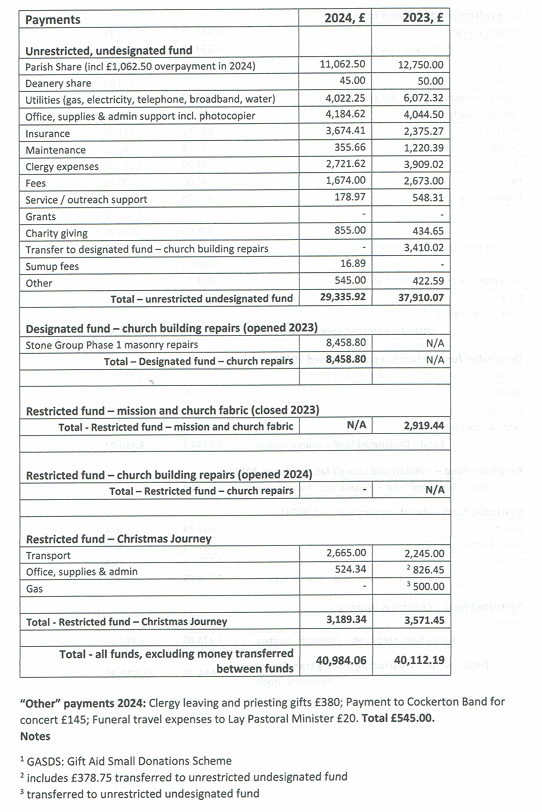 Payments 2024, £ 2023, £
Unrestricted, undesignated fund
Parish Share (incl £1,062.50 overpayment in 2024) 11,062.50 12,750.00
Deanery share 45.00 50.00
Utilities (gas, electricity, telephone, broadband, water) 4,022.25 6,072.32
Office, supplies & admin support incl. photocopier 4,184.62 4,044.50
Insurance 3,674.41 2,375.27
Maintenance 355.66 1,220.39
Clergy expenses 2,721.62 3,909.02
Fees 1,674.00 2,673.00
Service / outreach support 178.97 548.31
Grants - -
Charity giving 855.00 434.65
Transfer to designated fund – church building repairs - 3,410.02
Sumup fees 16.89 -
Other 545.00 422.59
Total – unrestricted undesignated fund 29,335.92 37,910.07
Designated fund – church building repairs (opened 2023)
Stone Group Phase 1 masonry repairs 8,458.80 N/A
Total – Designated fund – church repairs 8,458.80 N/A
Restricted fund – mission and church fabric (closed 2023)
Total - Restricted fund – mission and church fabric N/A 2,919.44
Restricted fund – church building repairs (opened 2024)
Total – Restricted fund – church repairs - N/A
Restricted fund – Christmas Journey
Transport 2,665.00 2,245.00
Office, supplies & admin 524.34 ² 826.45
Gas - ³ 500.00
Total - Restricted fund – Christmas Journey 3,189.34 3,571.45
Total - all funds, excluding money transferred
between funds 40,984.06 40,112.19
“Other” payments 2024: Clergy leaving and priesting gifts £380; Payment to Cockerton Band for
concert £145; Funeral travel expenses to Lay Pastoral Minister £20. Total £545.00.
Notes
¹ GASDS: Gift Aid Small Donations Scheme
² includes £378.75 transferred to unrestricted undesignated fund
³ transferred to unrestricted undesignated fund